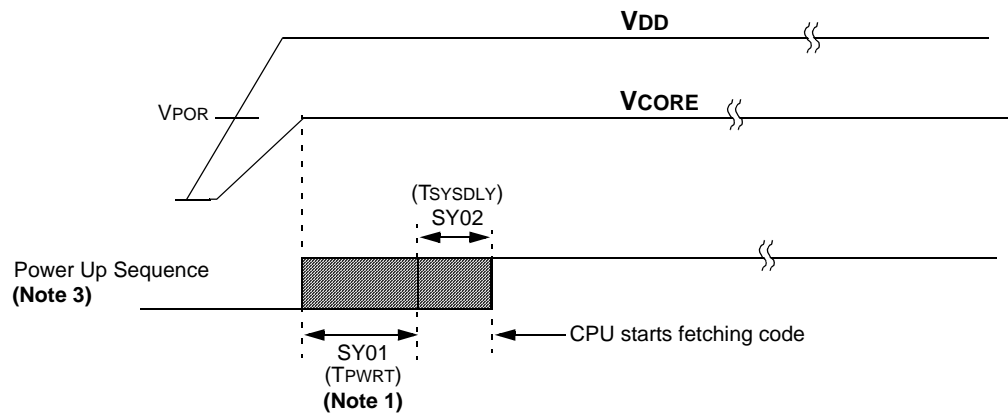 VDD
VPOR
VCORE
(TSYSDLY)
SY02
Power Up Sequence
(Note 3)
CPU starts fetching code
SY01
(TPWRT)
(Note 1)